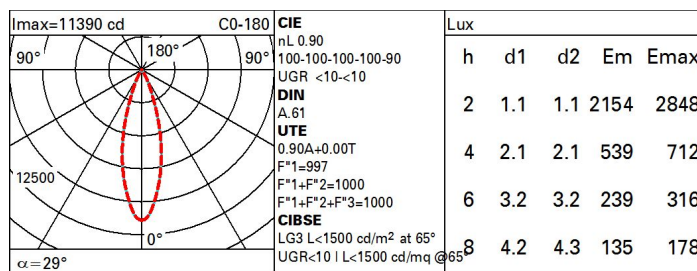 Imax=11390 cd C0-180
90° 180° 90°
12500
0°
α=29°
CIE
nL 0.90
100-100-100-100-90
UGR <10-<10
DIN
A.61
UTE
0.90A+0.00T
F"1=997
F"1+F"2=1000
F"1+F"2+F"3=1000
CIBSE
LG3 L<1500 cd/m² at 65°
UGR<10 | L<1500 cd/mq @65°
Lux
h d1 d2 Em Emax
2 1.1 1.1 2154 2848
4 2.1 2.1 539 712
6 3.2 3.2 239 316
8 4.2 4.3 135 178